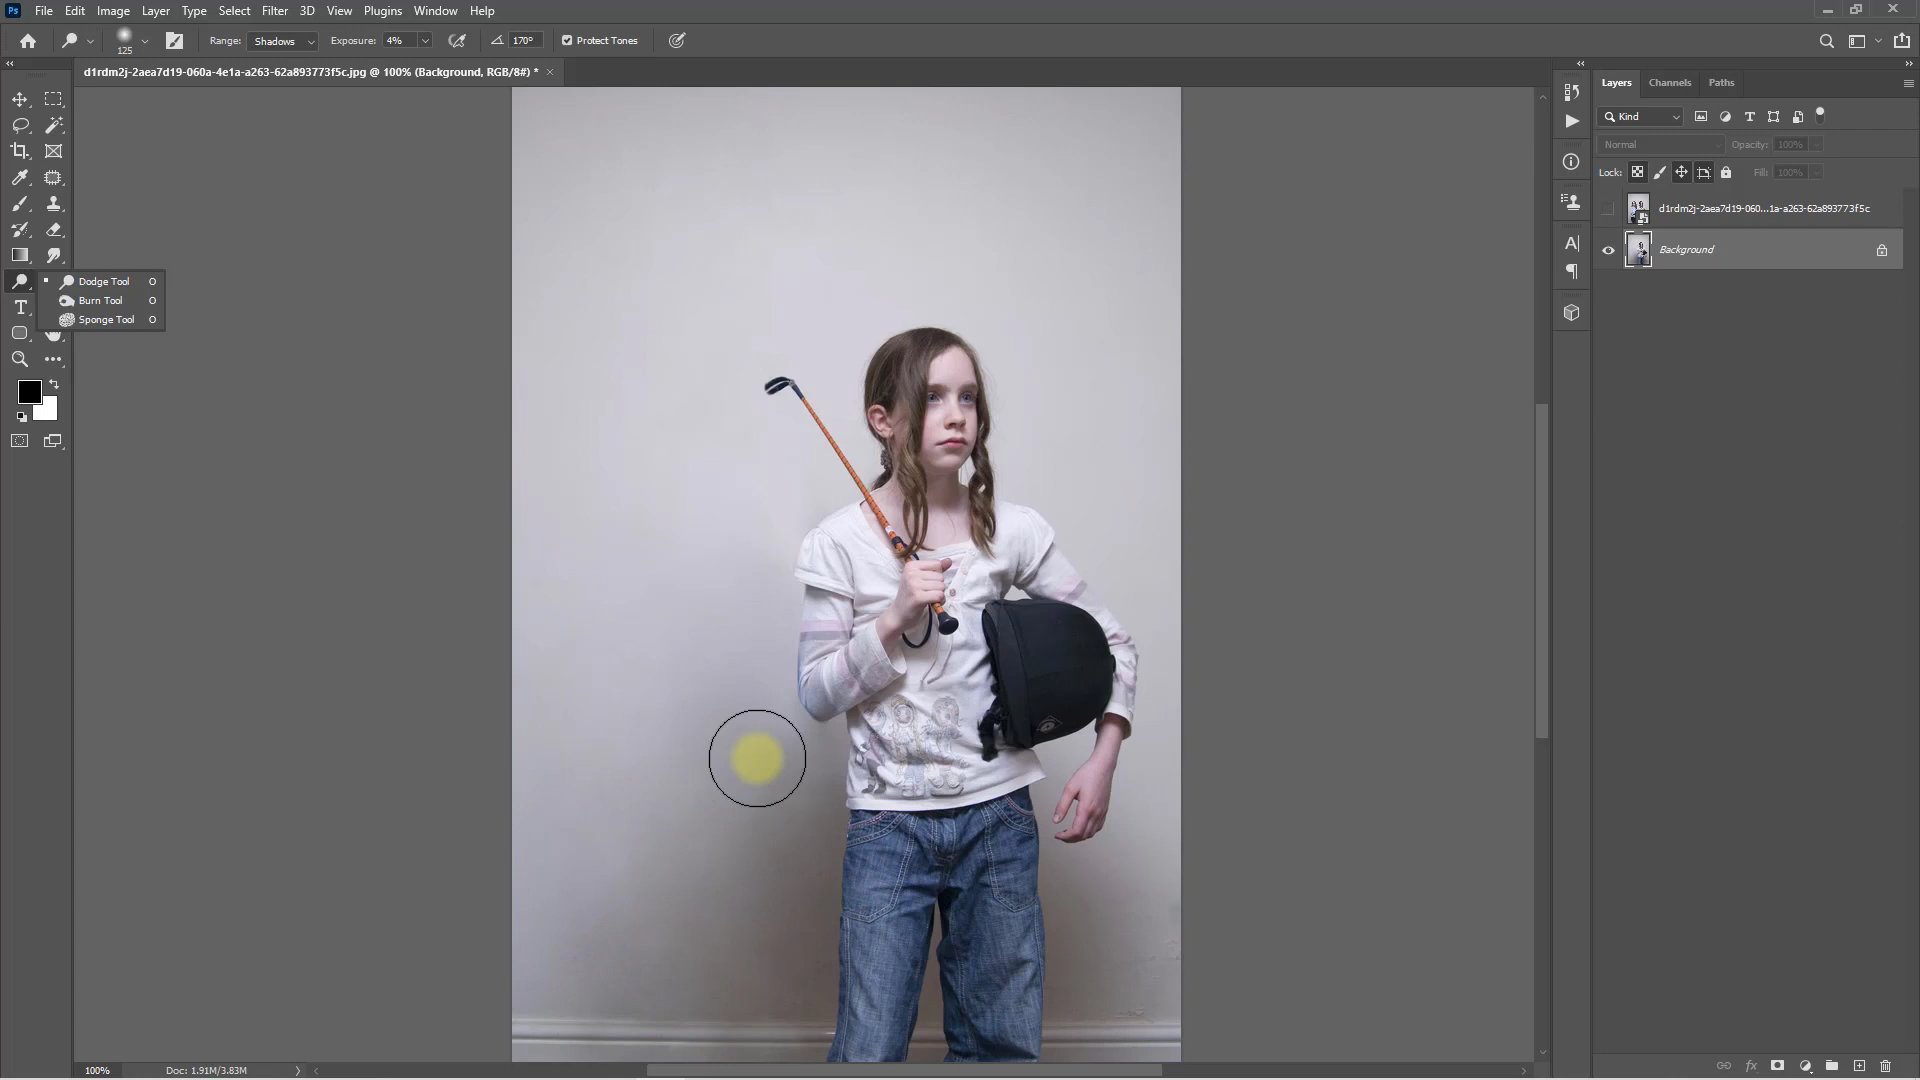 Ps File Edit Image Layer Type Select Filter 3D View Plugins Window Help
125 Range: Shadows Exposure: 4% 170° Protect Tones
d1rdm2j-2aea7d19-060a-4e1a-a263-62a893773f5c.jpg @ 100% (Background, RGB/8#) * ×
Layers Channels Paths
Kind
Normal Opacity: 100%
Lock: Fill: 100%
d1rdm2j-2aea7d19-060...1a-a263-62a893773f5c
Background
Dodge Tool O
Burn Tool O
Sponge Tool O
100% Doc: 1.91M/3.83M